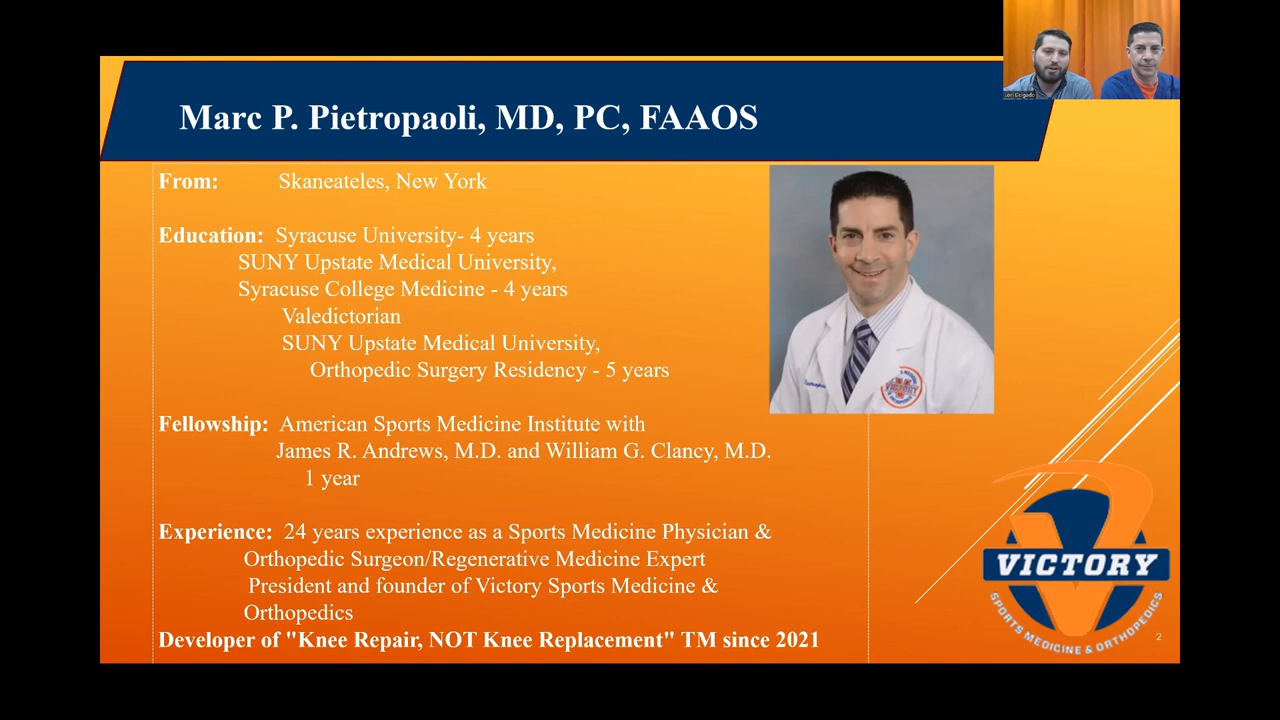 Lori Delgado
Marc P. Pietropaoli, MD, PC, FAAOS
From: Skaneateles, New York
Education: Syracuse University- 4 years
SUNY Upstate Medical University,
Syracuse College Medicine - 4 years
Valedictorian
SUNY Upstate Medical University,
Orthopedic Surgery Residency - 5 years
Fellowship: American Sports Medicine Institute with
James R. Andrews, M.D. and William G. Clancy, M.D.
1 year
Experience: 24 years experience as a Sports Medicine Physician &
Orthopedic Surgeon/Regenerative Medicine Expert
President and founder of Victory Sports Medicine &
Orthopedics
Developer of "Knee Repair, NOT Knee Replacement" TM since 2021
VICTORY
SPORTS MEDICINE & ORTHOPEDICS
2